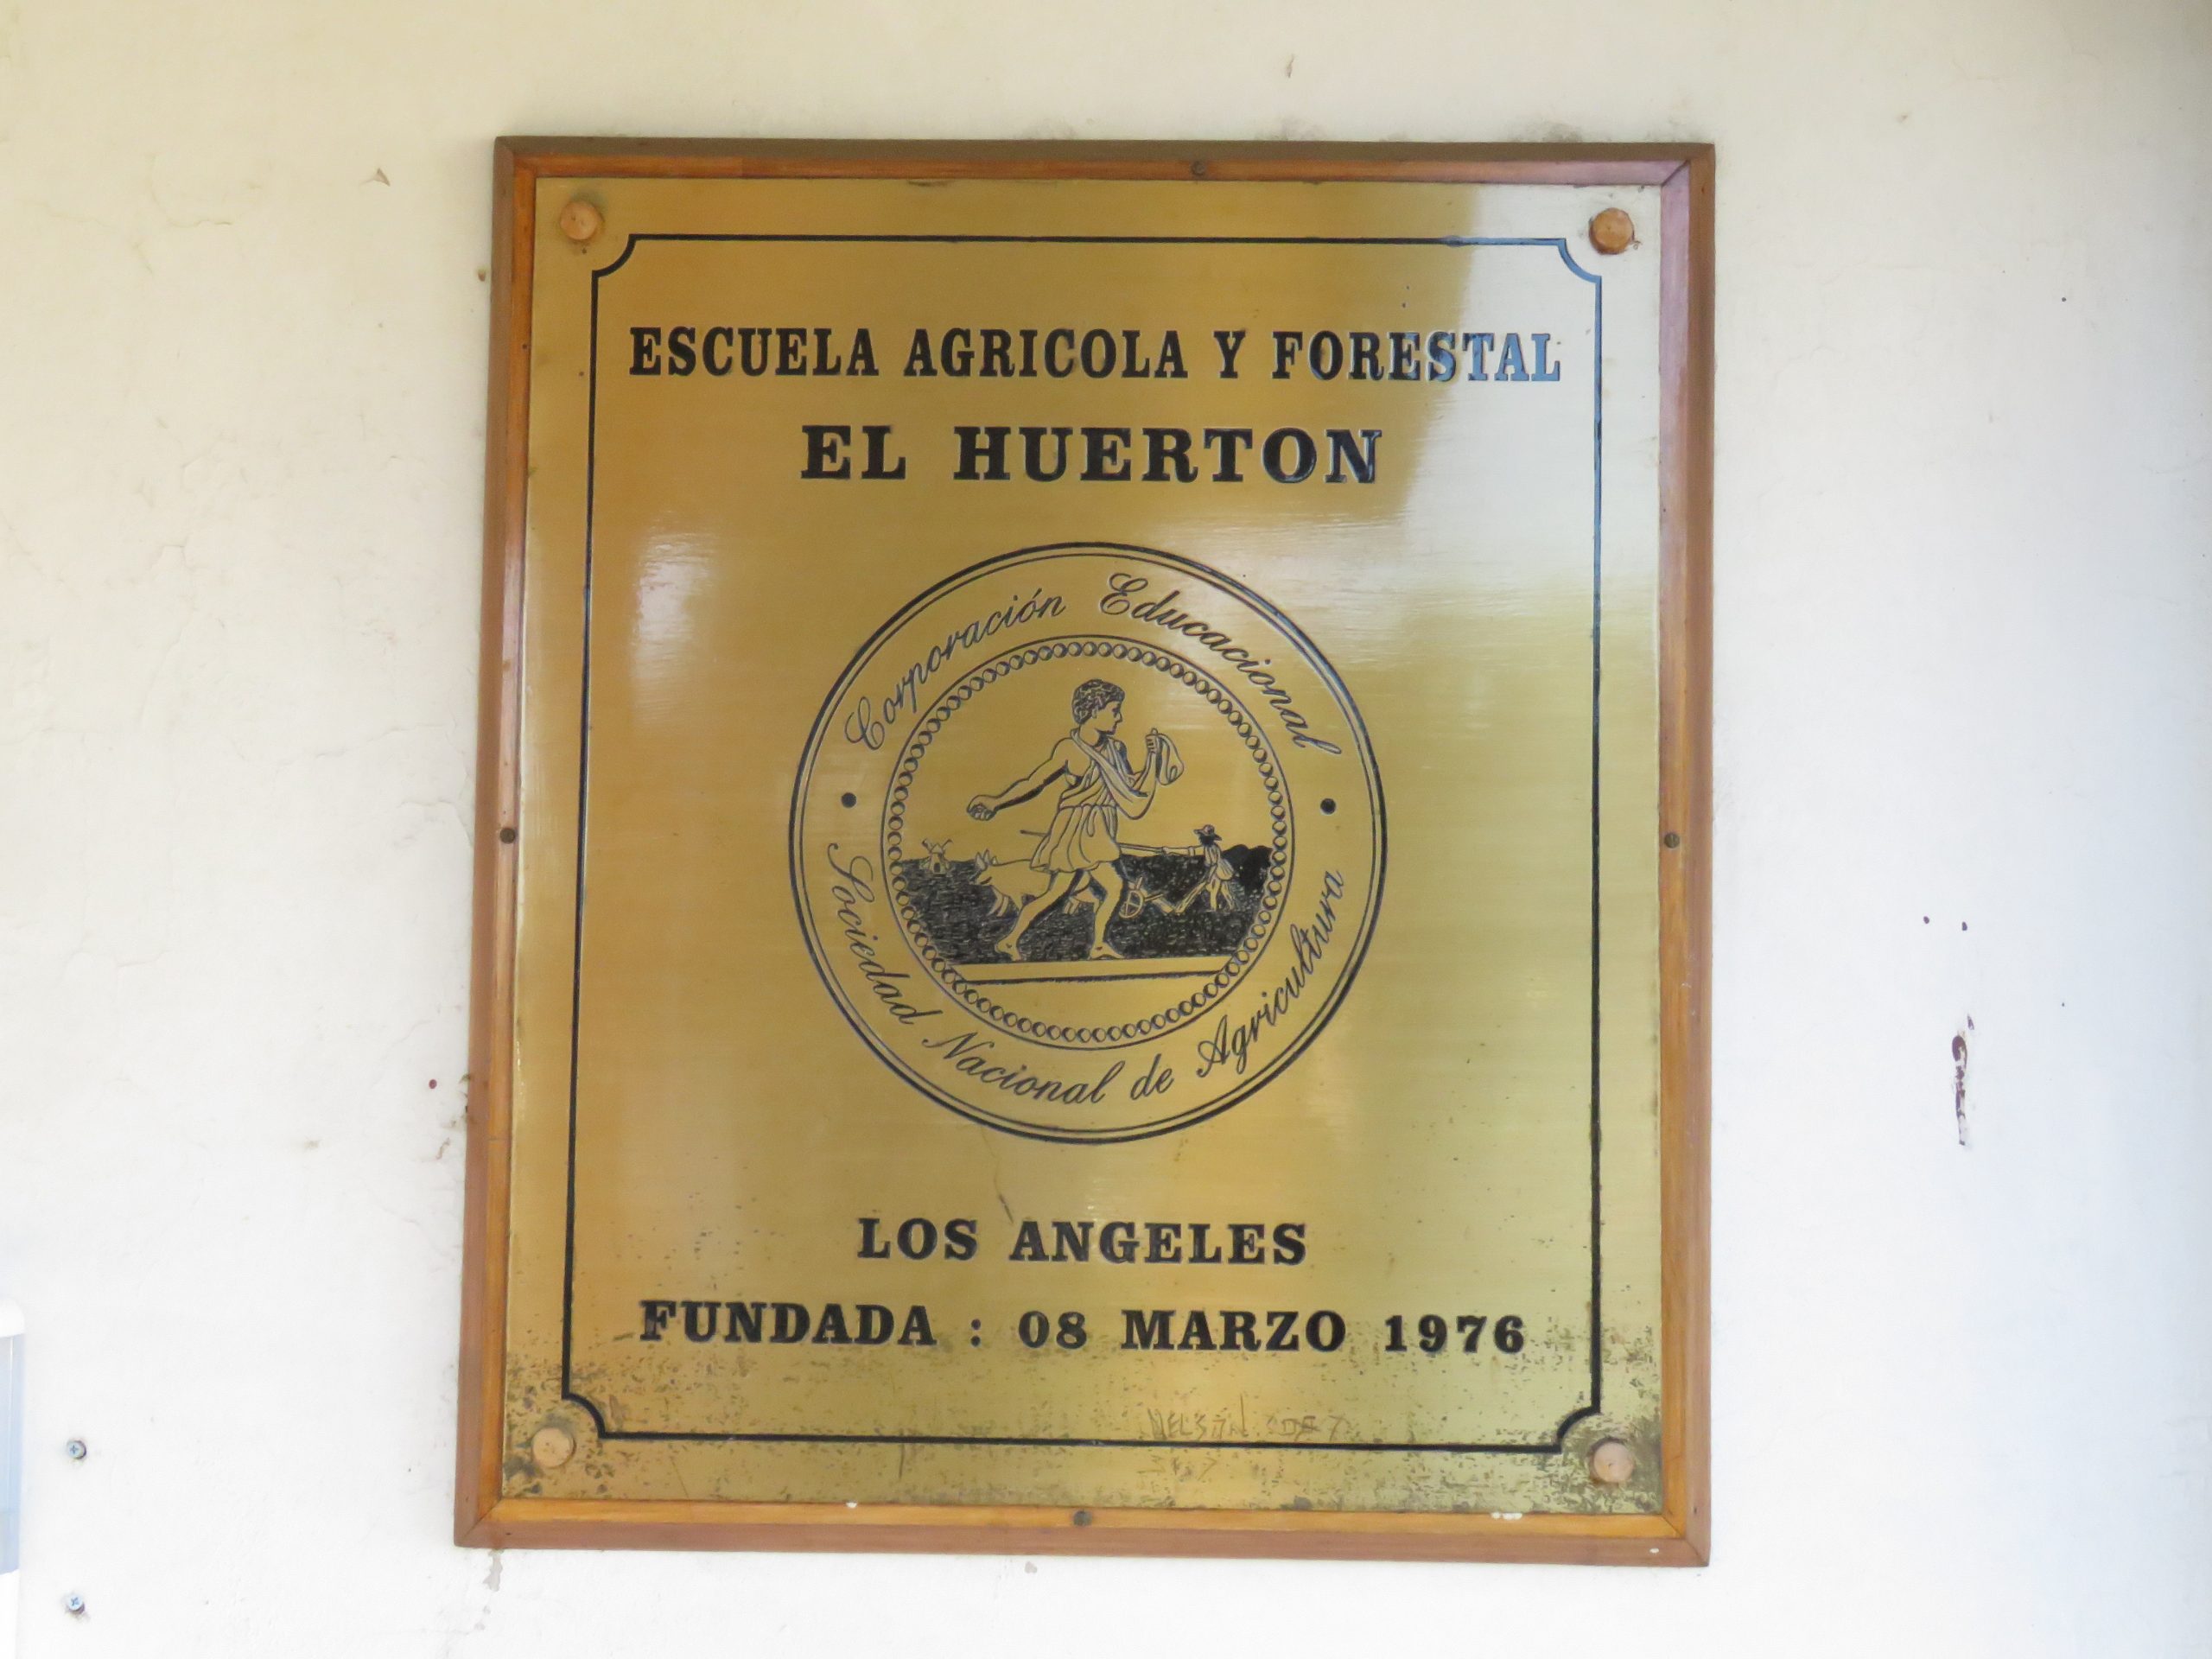 ESCUELA AGRICOLA Y FORESTAL
EL HUERTON
Corporación Educacional
Sociedad Nacional de Agricultura
LOS ANGELES
FUNDADA : 08 MARZO 1976